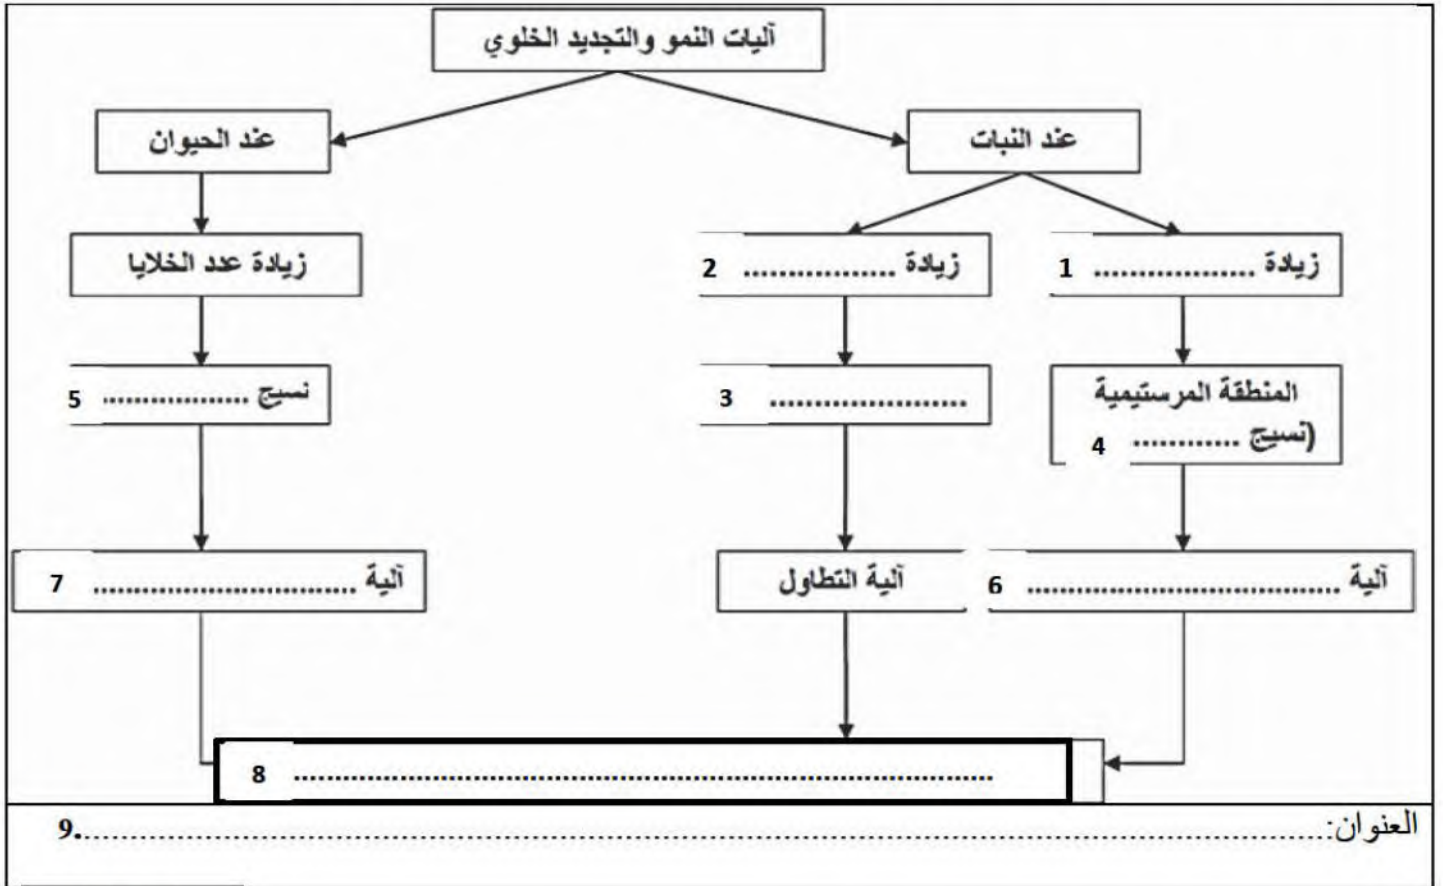 آليات النمو والتجديد الخلوي
عند النبات
عند الحيوان
زيادة .................. 1
زيادة ................. 2
زيادة عدد الخلايا
المنطقة المرستيمية
(نسيج ............ 4
...................... 3
نسيج ................ 5
آلية ................................... 6
آلية التطاول
آلية ............................. 7
.............................................................................. 8
العنوان:..............................................................9